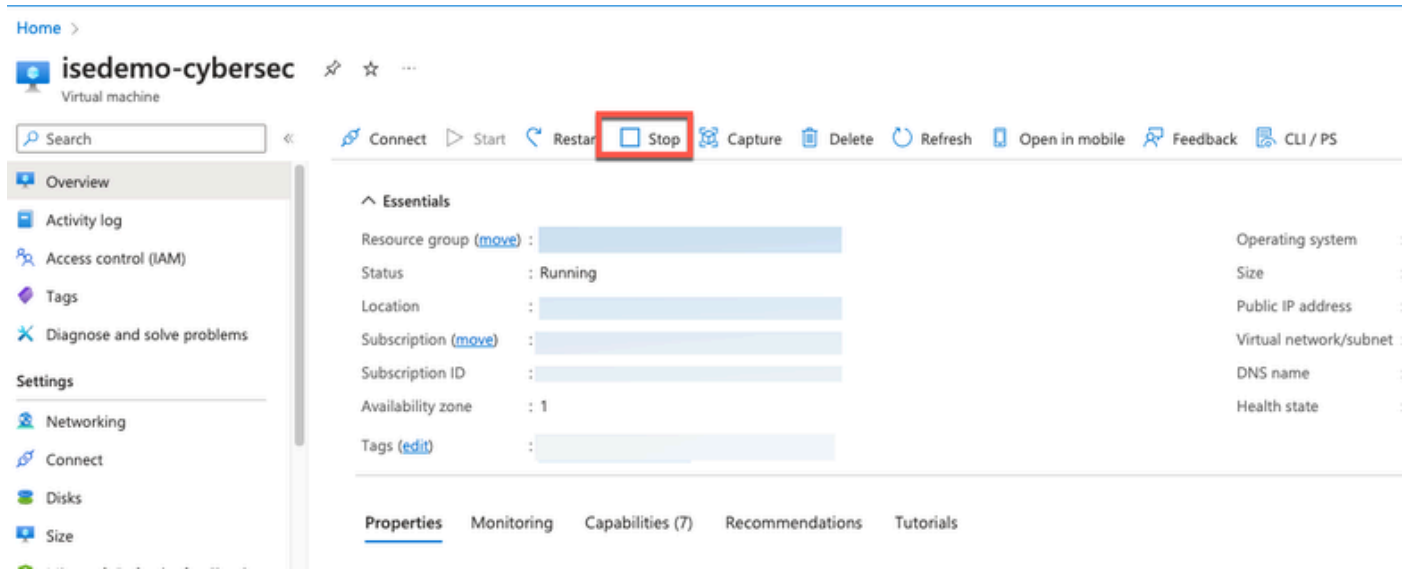 Home >
isedemo-cybersec
Virtual machine
Search
«
Connect Start Restar Stop Capture Delete Refresh Open in mobile Feedback CLI / PS
Overview
Activity log
Access control (IAM)
Tags
Diagnose and solve problems
Settings
Networking
Connect
Disks
Size
Essentials
Resource group (move) :
Status : Running
Location :
Subscription (move) :
Subscription ID :
Availability zone : 1
Tags (edit) :
Operating system :
Size :
Public IP address :
Virtual network/subnet :
DNS name :
Health state :
Properties Monitoring Capabilities (7) Recommendations Tutorials